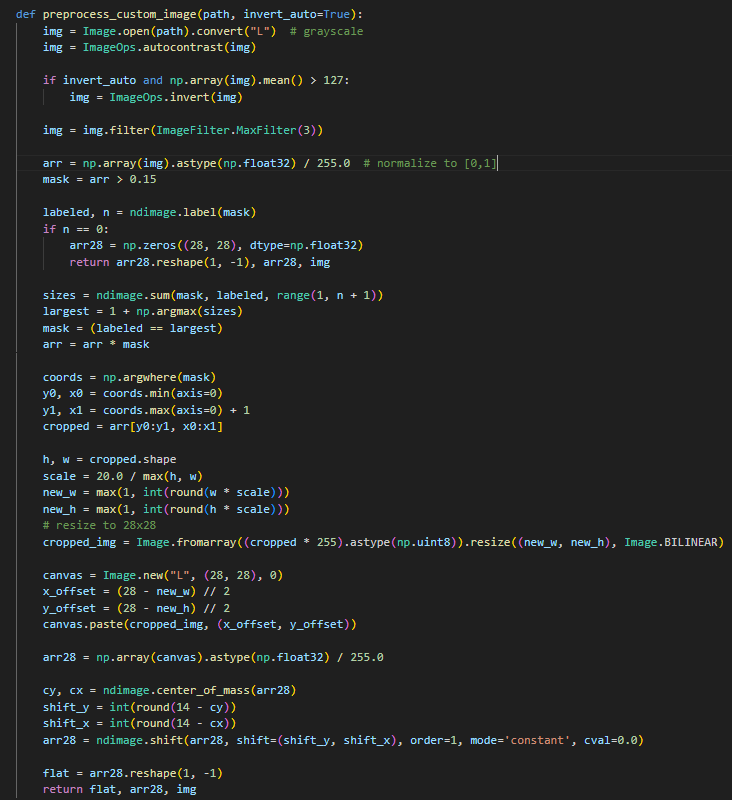 def preprocess_custom_image(path, invert_auto=True):
    img = Image.open(path).convert("L")  # grayscale
    img = ImageOps.autocontrast(img)

    if invert_auto and np.array(img).mean() > 127:
        img = ImageOps.invert(img)

    img = img.filter(ImageFilter.MaxFilter(3))

    arr = np.array(img).astype(np.float32) / 255.0  # normalize to [0,1]
    mask = arr > 0.15

    labeled, n = ndimage.label(mask)
    if n == 0:
        arr28 = np.zeros((28, 28), dtype=np.float32)
        return arr28.reshape(1, -1), arr28, img

    sizes = ndimage.sum(mask, labeled, range(1, n + 1))
    largest = 1 + np.argmax(sizes)
    mask = (labeled == largest)
    arr = arr * mask

    coords = np.argwhere(mask)
    y0, x0 = coords.min(axis=0)
    y1, x1 = coords.max(axis=0) + 1
    cropped = arr[y0:y1, x0:x1]

    h, w = cropped.shape
    scale = 20.0 / max(h, w)
    new_w = max(1, int(round(w * scale)))
    new_h = max(1, int(round(h * scale)))
    # resize to 28x28
    cropped_img = Image.fromarray((cropped * 255).astype(np.uint8)).resize((new_w, new_h), Image.BILINEAR)

    canvas = Image.new("L", (28, 28), 0)
    x_offset = (28 - new_w) // 2
    y_offset = (28 - new_h) // 2
    canvas.paste(cropped_img, (x_offset, y_offset))

    arr28 = np.array(canvas).astype(np.float32) / 255.0

    cy, cx = ndimage.center_of_mass(arr28)
    shift_y = int(round(14 - cy))
    shift_x = int(round(14 - cx))
    arr28 = ndimage.shift(arr28, shift=(shift_y, shift_x), order=1, mode='constant', cval=0.0)

    flat = arr28.reshape(1, -1)
    return flat, arr28, img